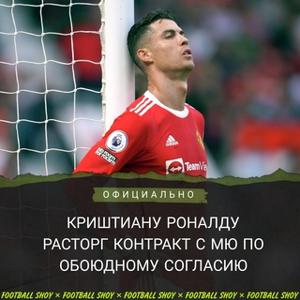 ОФИЦИАЛЬНО
КРИШТИАНУ РОНАЛДУ
РАСТОРГ КОНТРАКТ С МЮ ПО
ОБОЮДНОМУ СОГЛАСИЮ
FOOTBALL SHOY × FOOTBALL SHOY × FOOTBALL SHOY × FOOTBALL SHOY × FOOTBALL SHOY